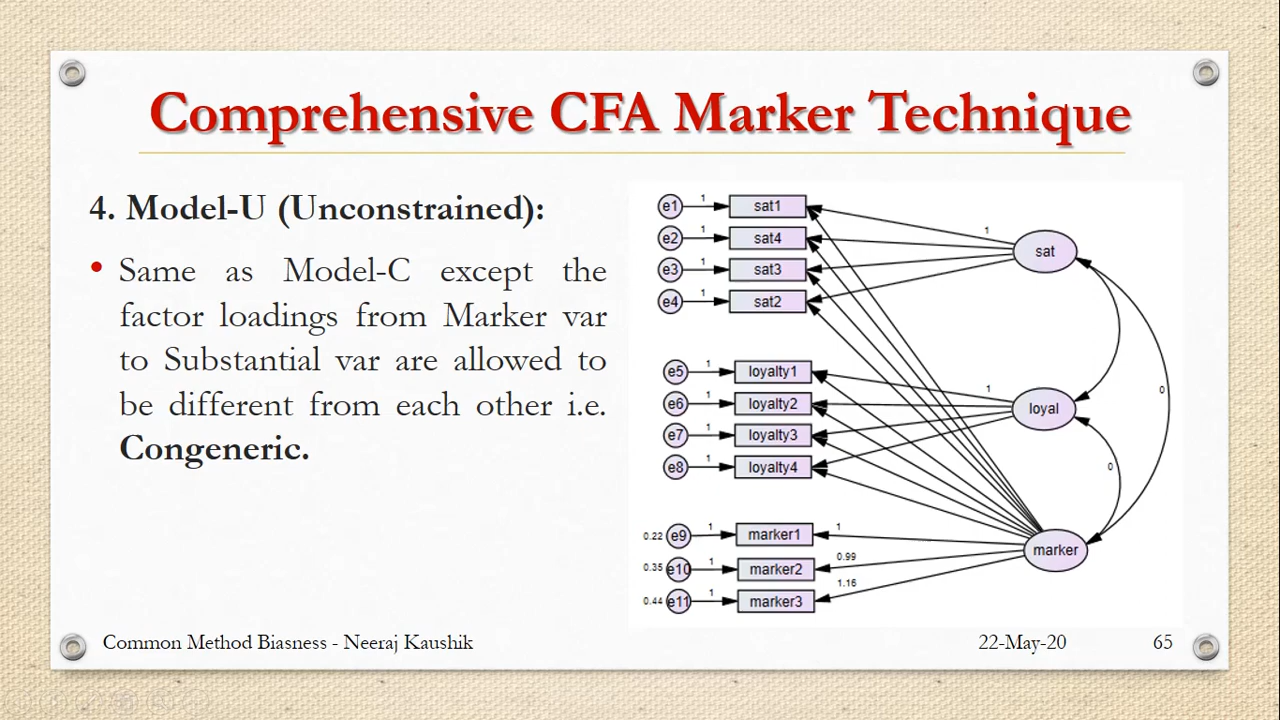 Comprehensive CFA Marker Technique
4. Model-U (Unconstrained):
• Same as Model-C except the
factor loadings from Marker var
to Substantial var are allowed to
be different from each other i.e.
Congeneric.
e1 1 sat1
e2 1 sat4
e3 1 sat3
e4 1 sat2
1 sat
e5 1 loyalty1
e6 1 loyalty2
e7 1 loyalty3
e8 1 loyalty4
1 loyal
0
0
0.22 e9 1 marker1 1
0.35 e10 1 marker2 0.99
0.44 e11 1 marker3 1.16
marker
Common Method Biasness - Neeraj Kaushik 22-May-20 65